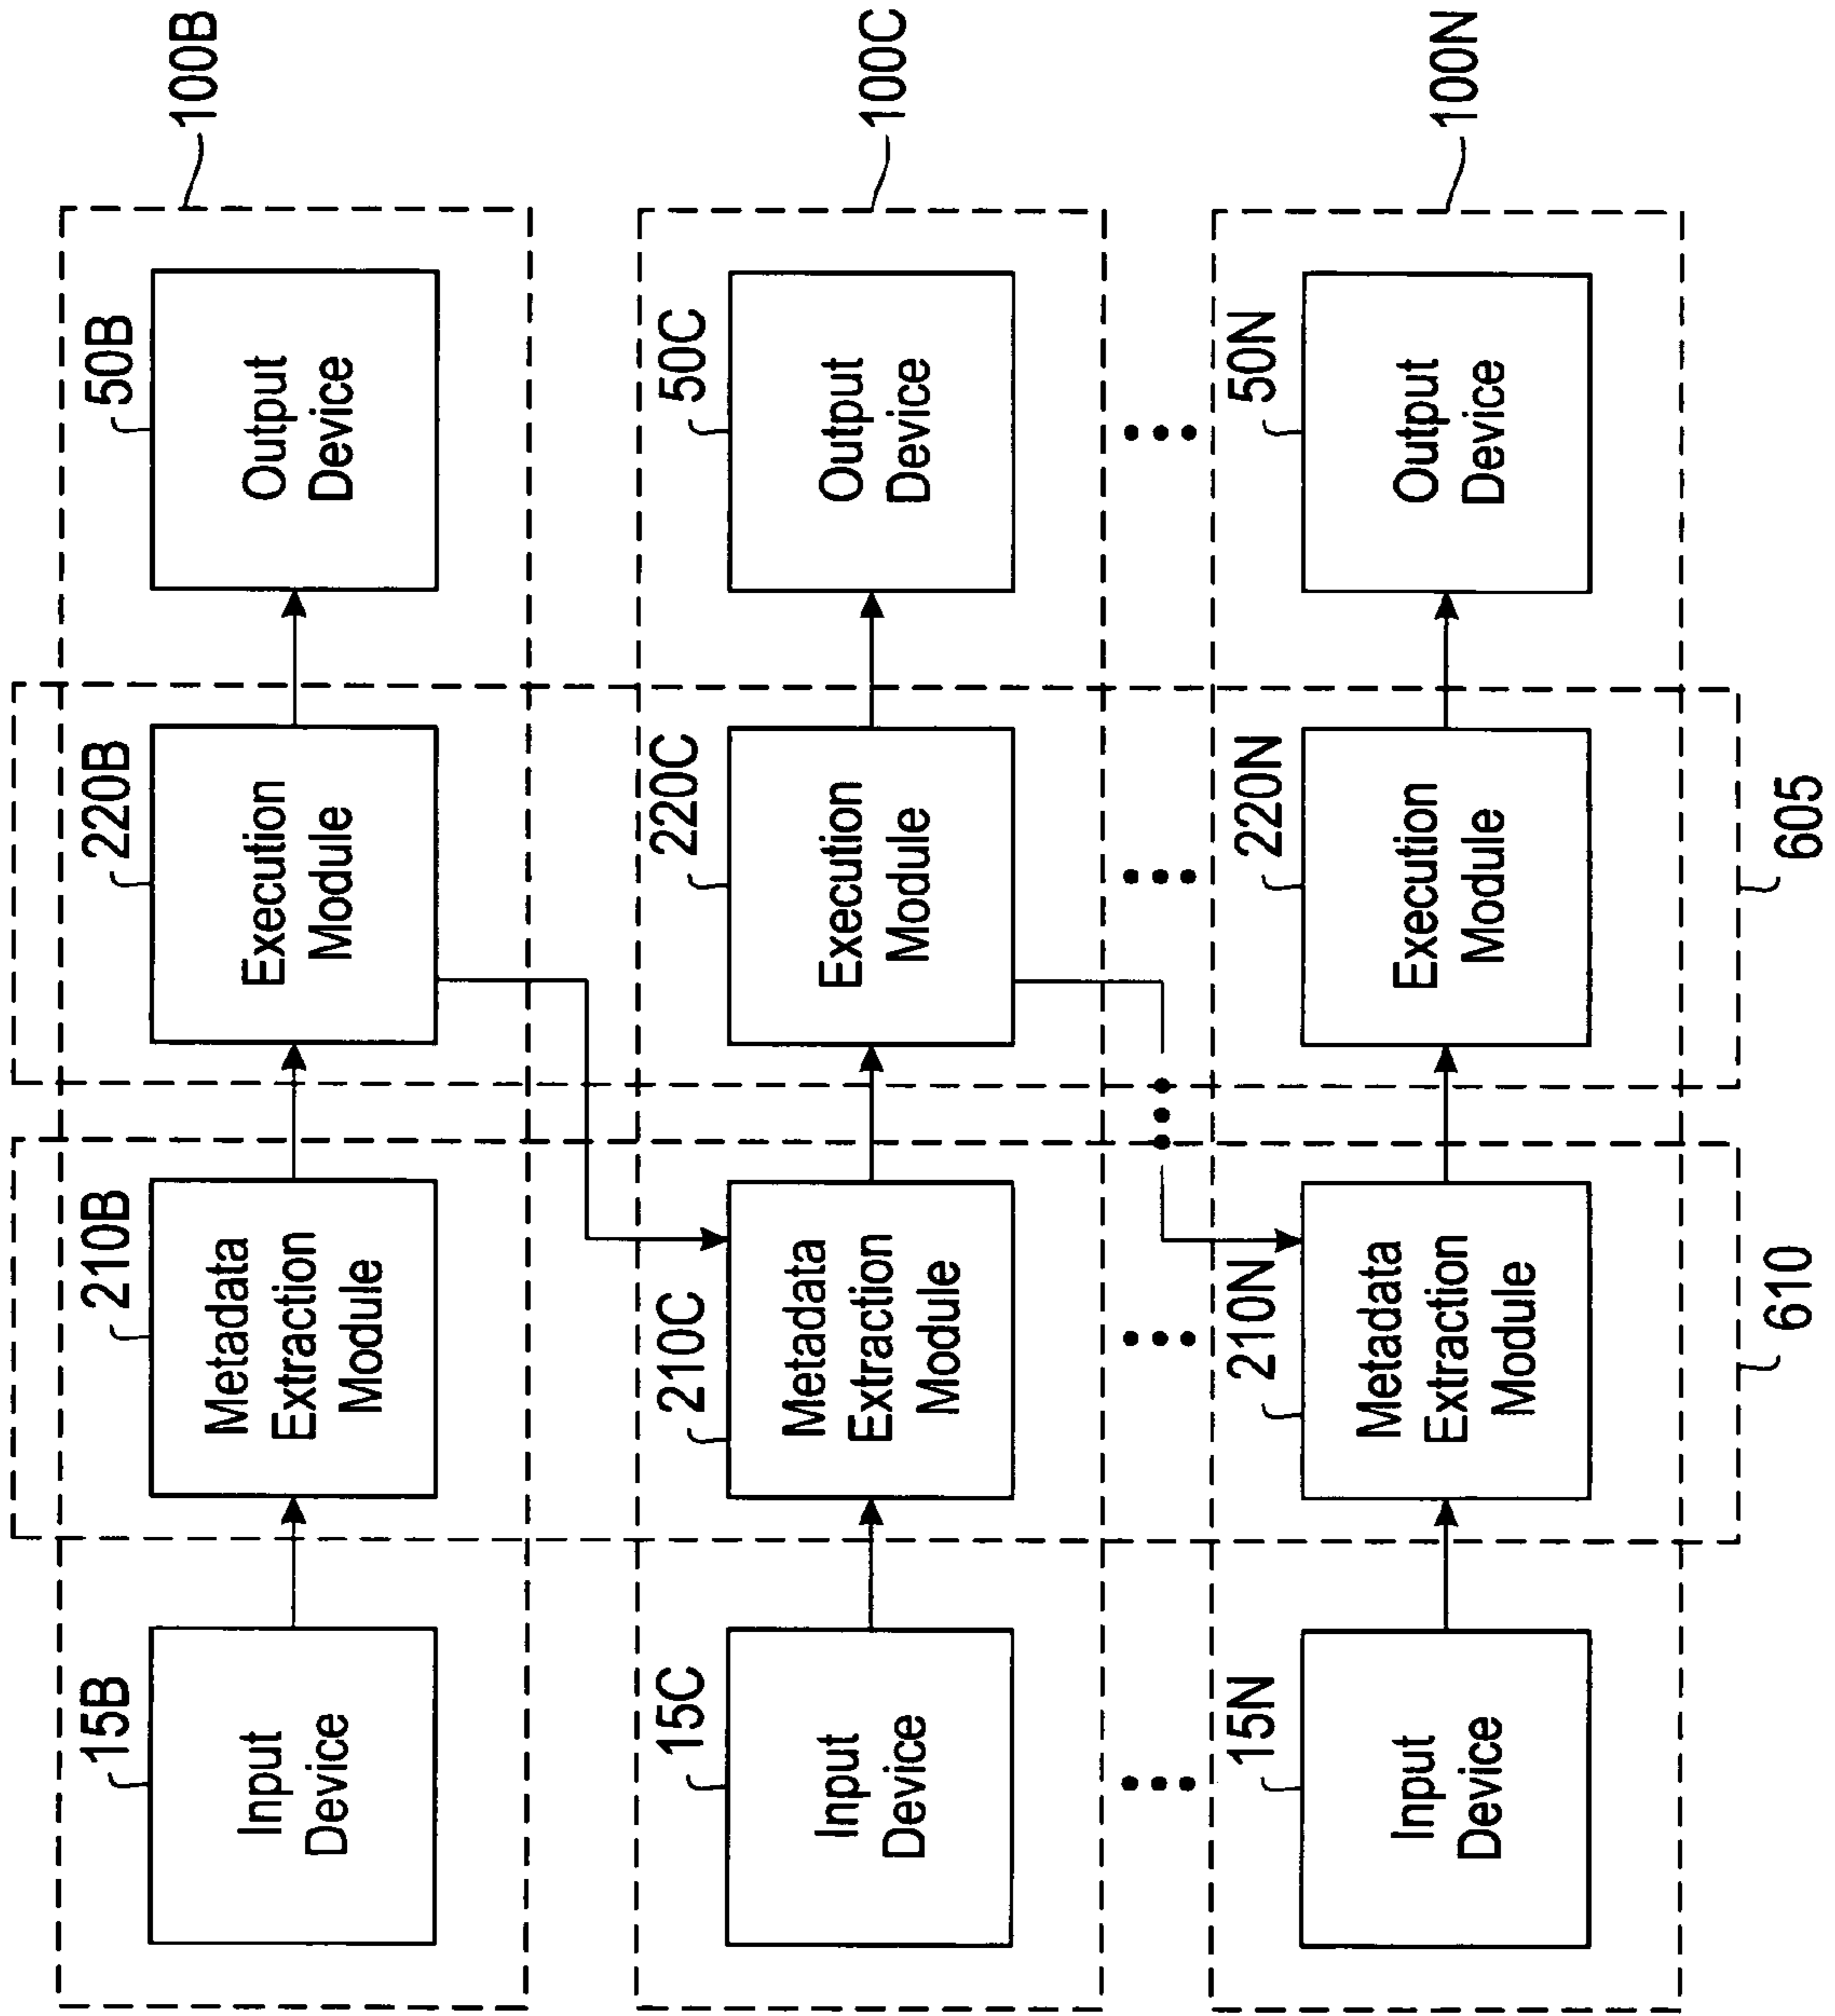 15B
Input
Device
210B
Metadata
Extraction
Module
220B
Execution
Module
50B
Output
Device
100B
15C
Input
Device
210C
Metadata
Extraction
Module
220C
Execution
Module
50C
Output
Device
100C
15N
Input
Device
210N
Metadata
Extraction
Module
220N
Execution
Module
50N
Output
Device
100N
610
605